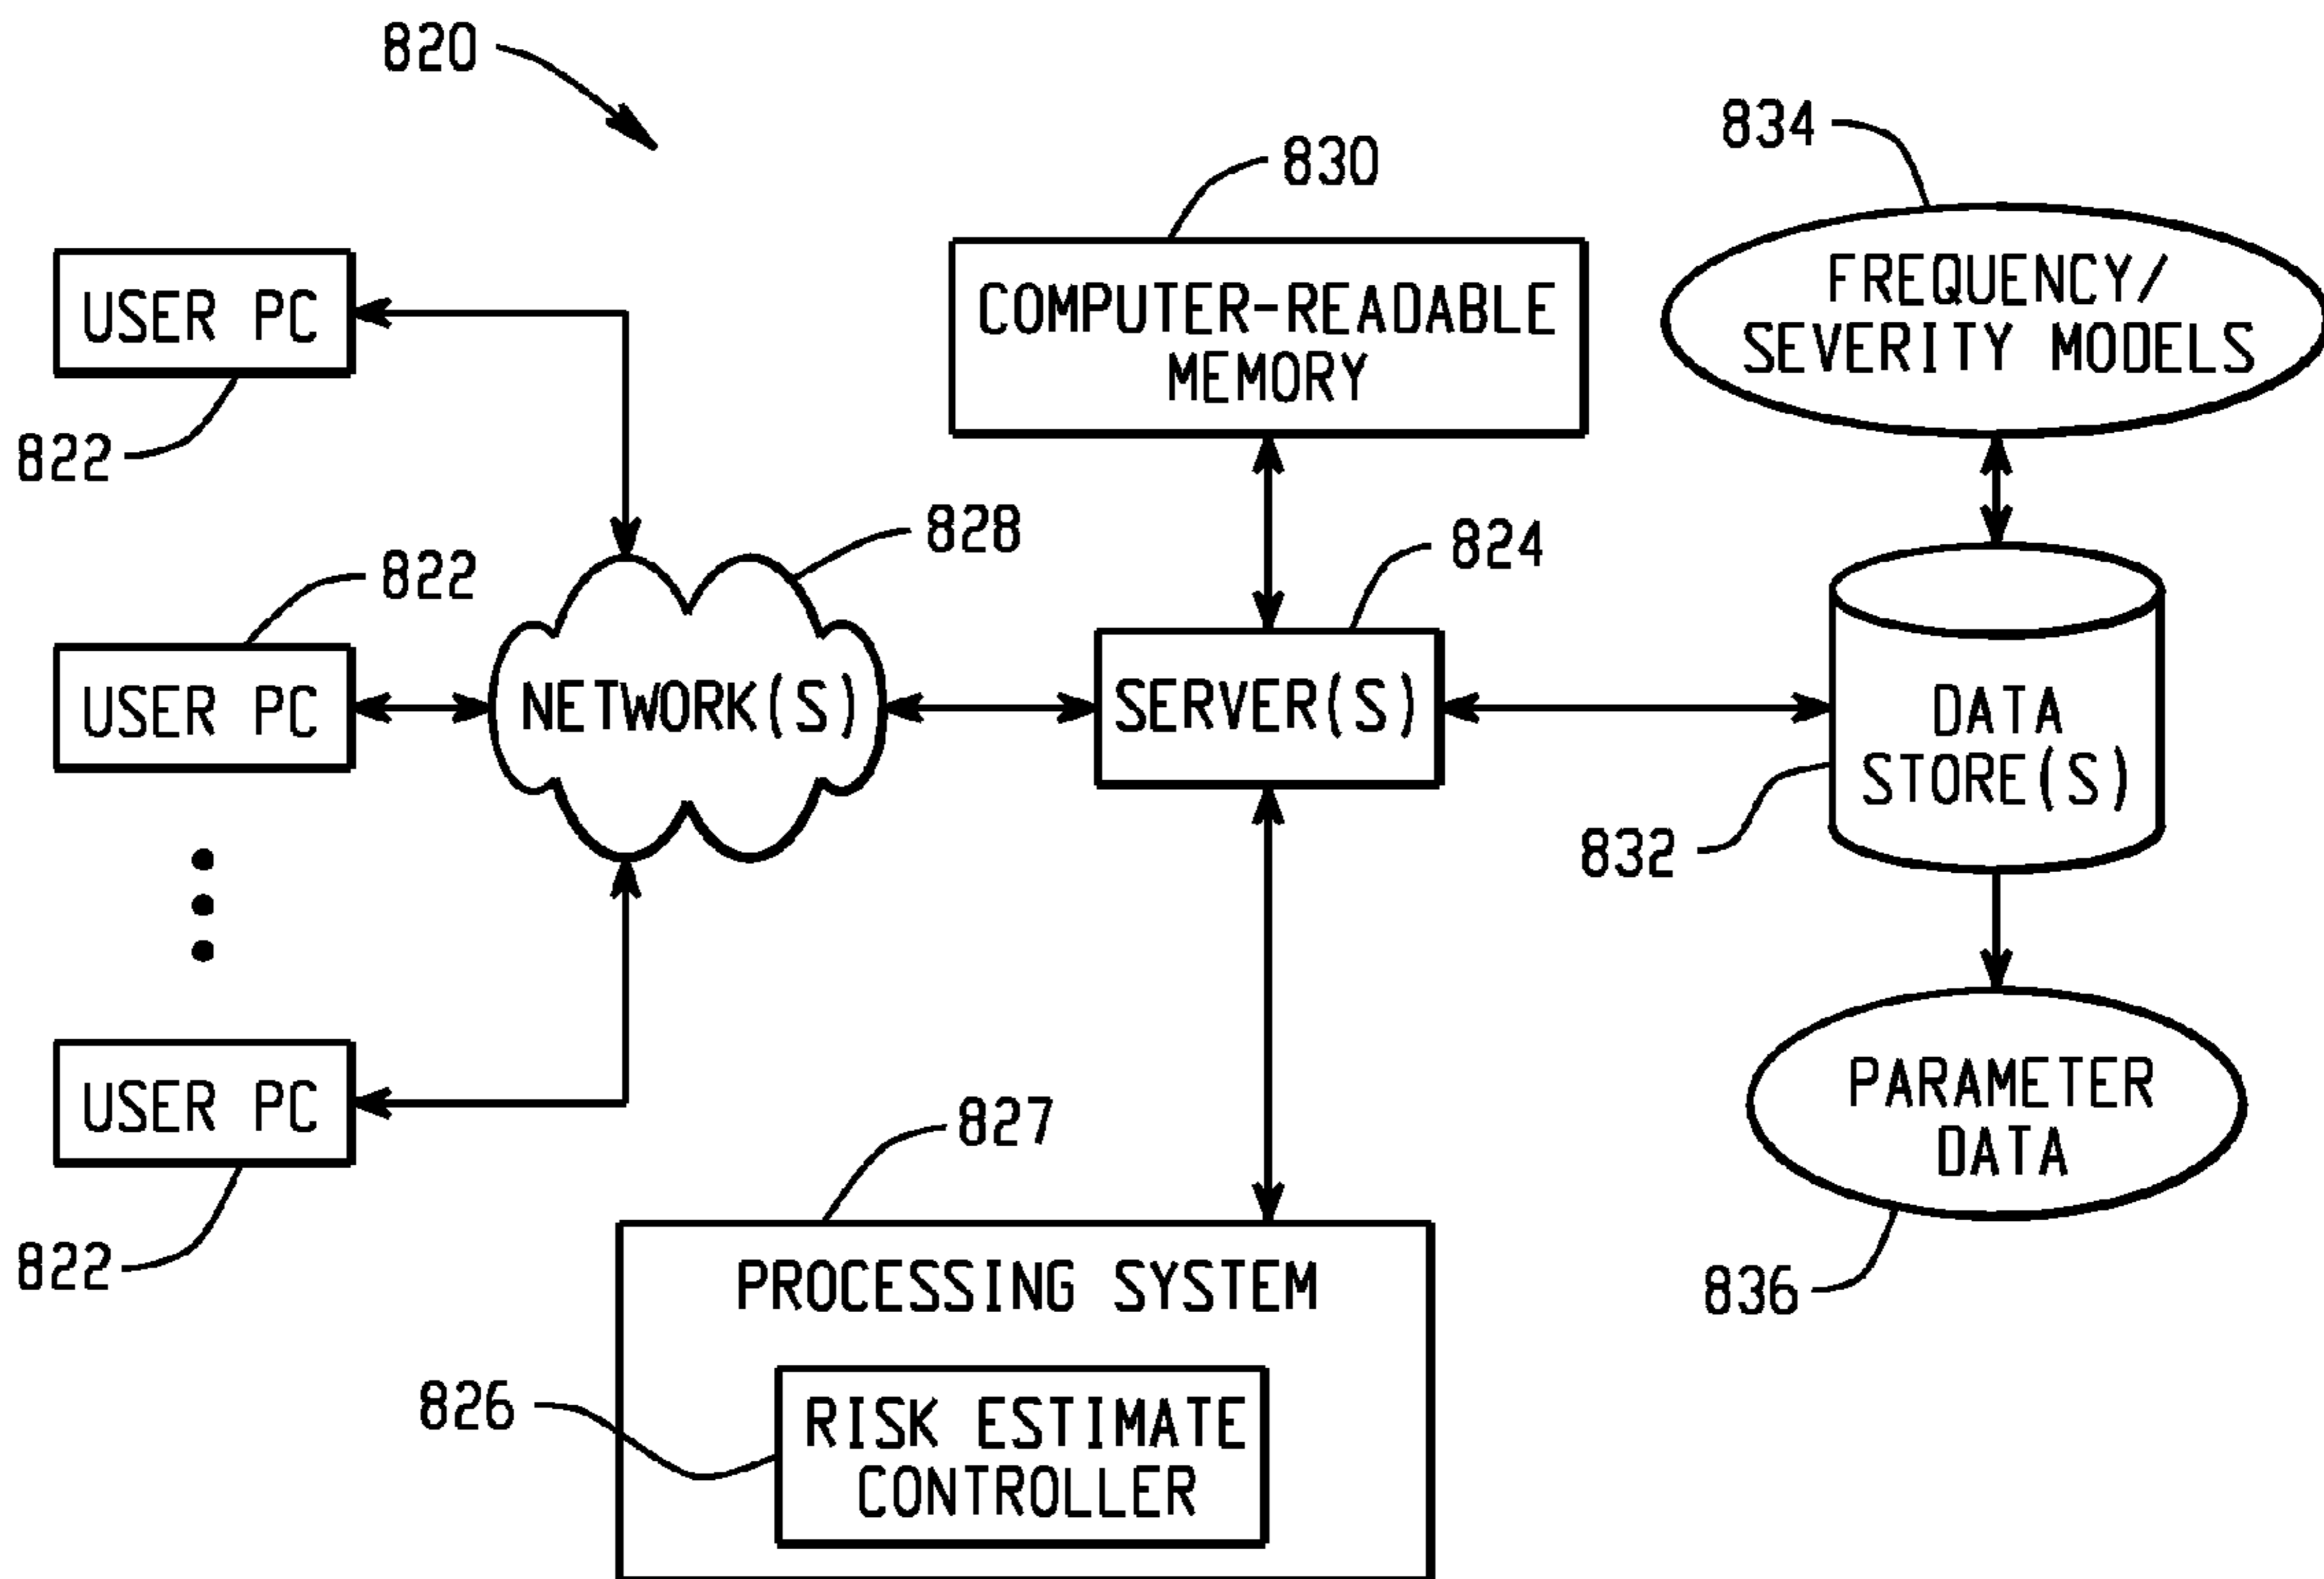 820
834
830
USER PC
COMPUTER-READABLE
MEMORY
FREQUENCY/
SEVERITY MODELS
822
828
824
822
USER PC
NETWORK(S)
SERVER(S)
DATA
STORE(S)
832
USER PC
827
PARAMETER
DATA
822
PROCESSING SYSTEM
836
826
RISK ESTIMATE
CONTROLLER